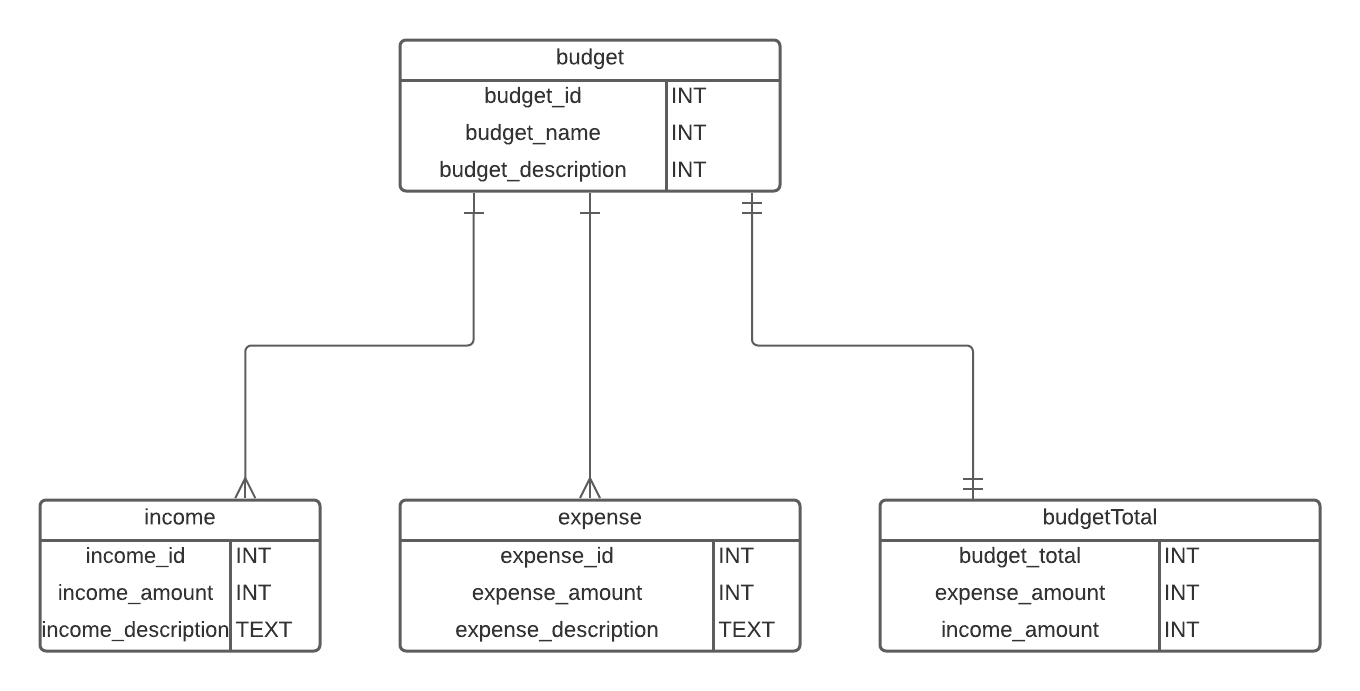 budget
budget_id INT
budget_name INT
budget_description INT
income
income_id INT
income_amount INT
income_description TEXT
expense
expense_id INT
expense_amount INT
expense_description TEXT
budgetTotal
budget_total INT
expense_amount INT
income_amount INT